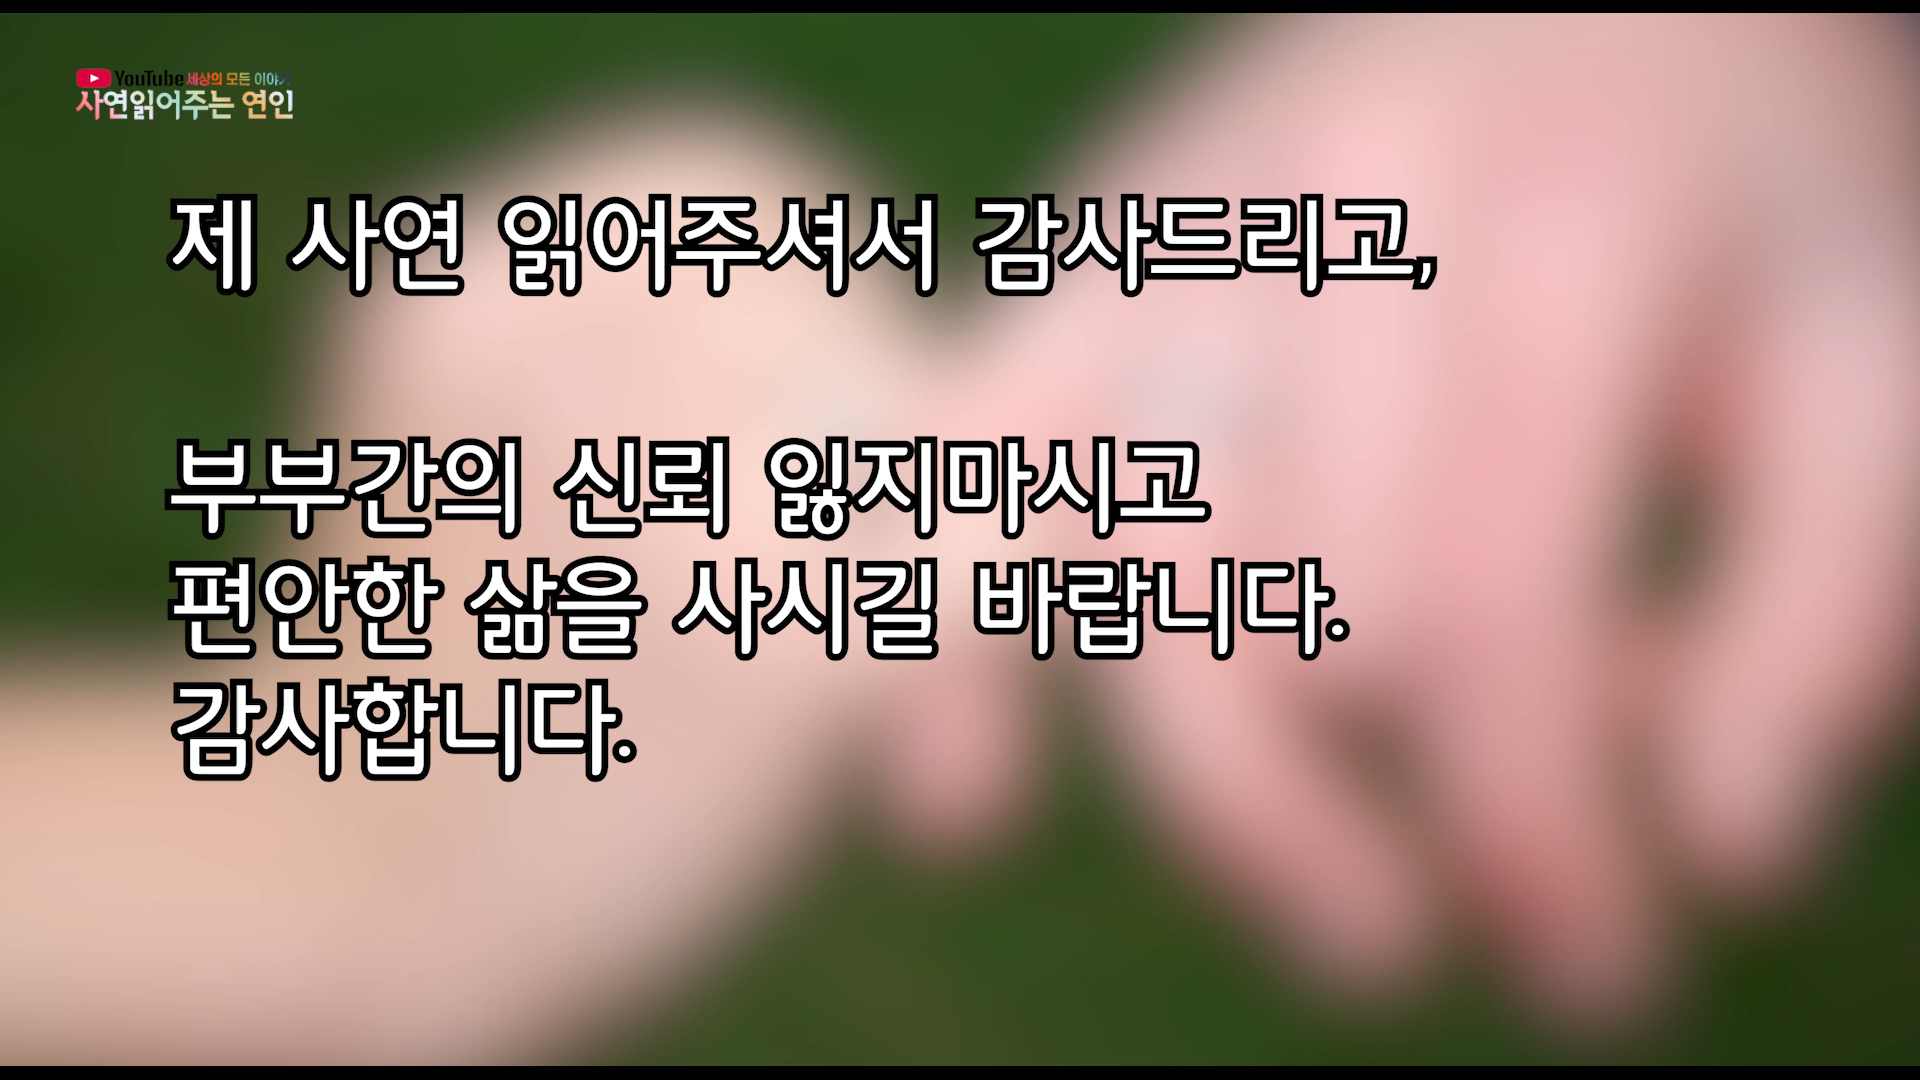 YouTube 세상의 모든 이야기
사연읽어주는 연인
제 사연 읽어주셔서 감사드리고,
부부간의 신뢰 잃지마시고
편안한 삶을 사시길 바랍니다.
감사합니다.